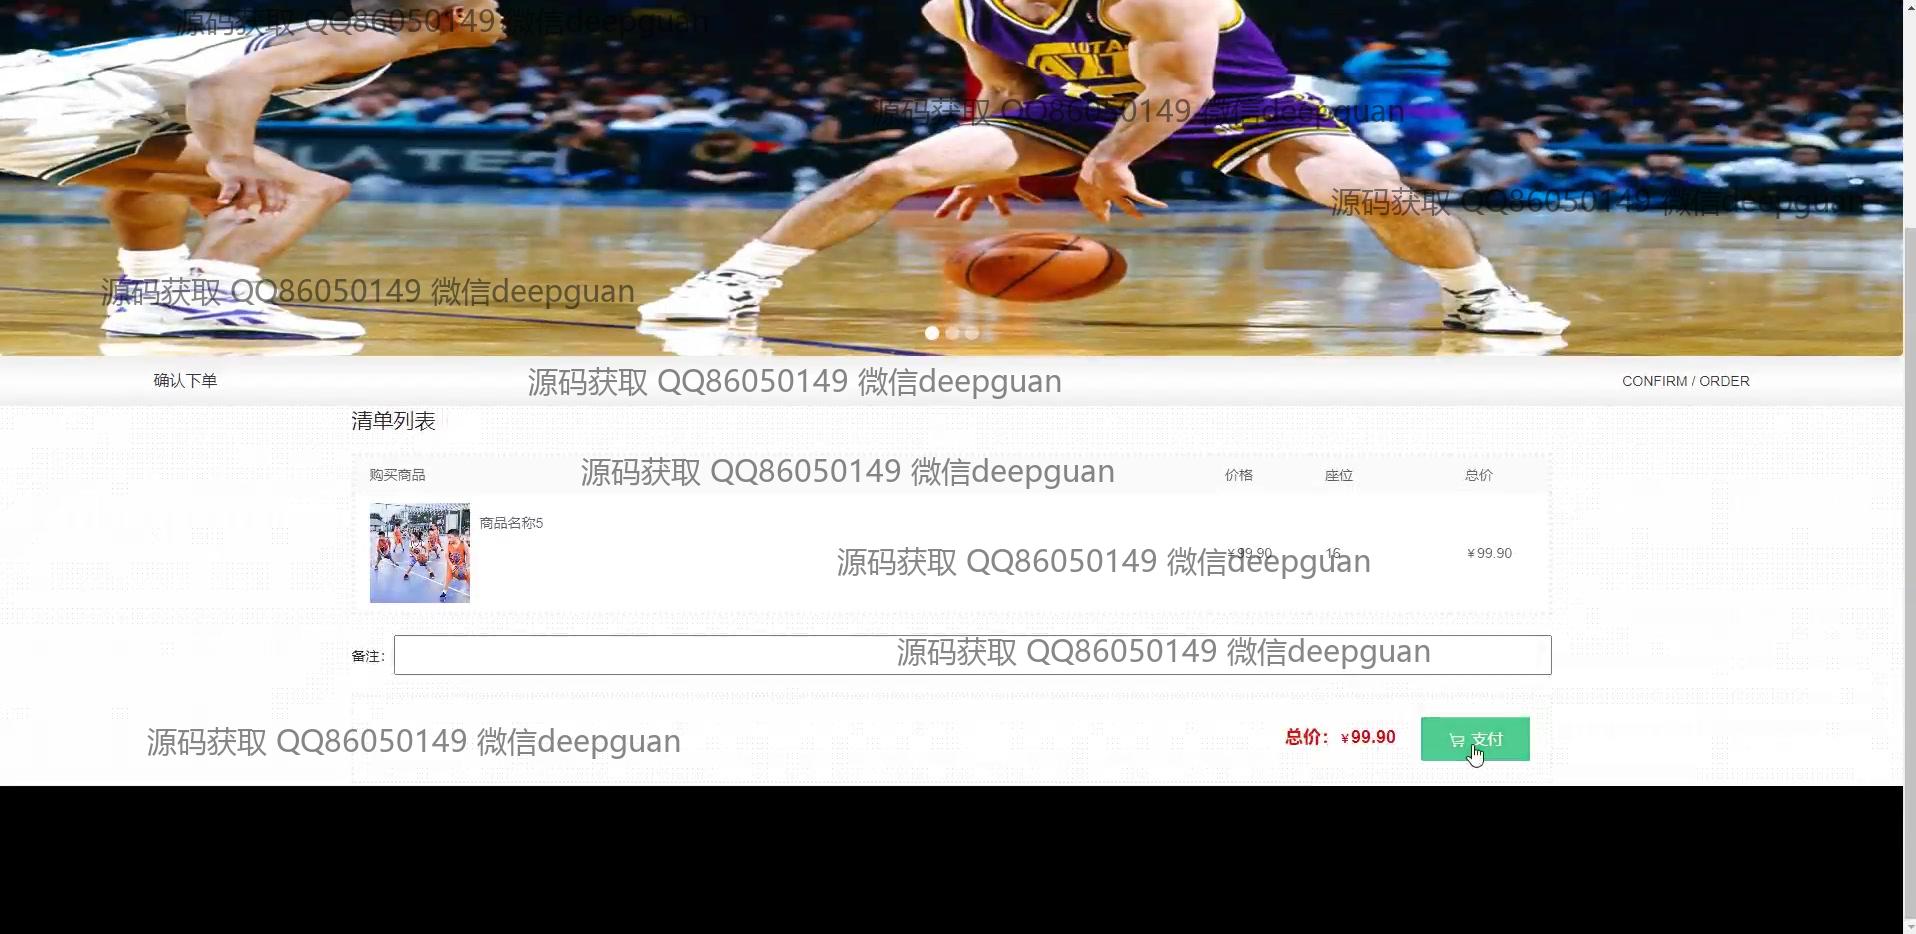 源码获取 QQ86050149 微信deepguan
UTA
源码获取 QQ86050149 微信deepguan
源码获取 QQ86050149 微信deepguan
源码获取 QQ86050149 微信deepguan
确认下单
源码获取 QQ86050149 微信deepguan
CONFIRM / ORDER
清单列表
购买商品
源码获取 QQ86050149 微信deepguan
价格
座位
总价
商品名称5
源码获取 QQ86050149 微信deepguan
¥99.90
16
¥99.90
备注:
源码获取 QQ86050149 微信deepguan
源码获取 QQ86050149 微信deepguan
总价: ¥99.90
支付